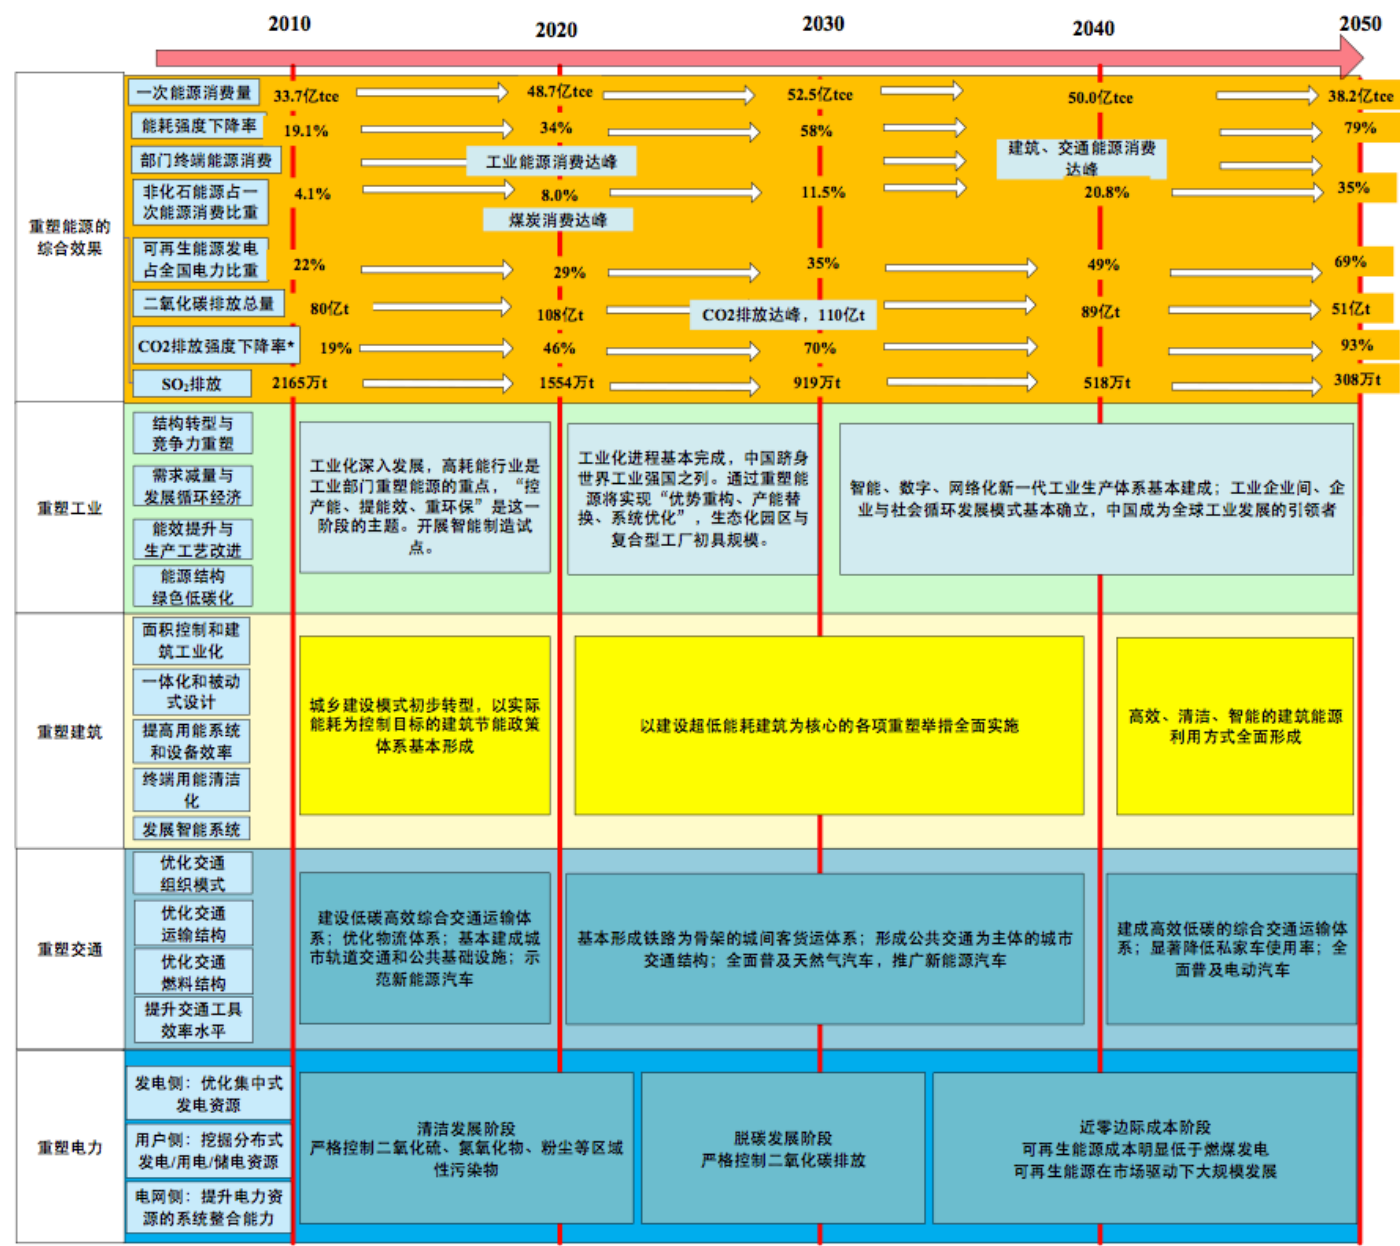 2010
2020
2030
2040
2050
重塑能源的
综合效果
一次能源消费量
33.7亿tce
48.7亿tce
52.5亿tce
50.0亿tce
38.2亿tce
能耗强度下降率
19.1%
34%
58%
79%
部门终端能源消费
工业能源消费达峰
建筑、交通能源消费
达峰
非化石能源占一
次能源消费比重
4.1%
8.0%
11.5%
20.8%
35%
煤炭消费达峰
可再生能源发电
占全国电力比重
22%
29%
35%
49%
69%
二氧化碳排放总量
80亿t
108亿t
CO2排放达峰，110亿t
89亿t
51亿t
CO2排放强度下降率*
19%
46%
70%
93%
SO₂排放
2165万t
1554万t
919万t
518万t
308万t
重塑工业
结构转型与
竞争力重塑
需求减量与
发展循环经济
能效提升与
生产工艺改进
能源结构
绿色低碳化
工业化深入发展，高耗能行业是
工业部门重塑能源的重点，“控
产能、提能效、重环保”是这一
阶段的主题。开展智能制造试
点。
工业化进程基本完成，中国跻身
世界工业强国之列。通过重塑能
源将实现“优势重构、产能替
换、系统优化”，生态化园区与
复合型工厂初具规模。
智能、数字、网络化新一代工业生产体系基本建成；工业企业间、企
业与社会循环发展模式基本确立，中国成为全球工业发展的引领者
重塑建筑
面积控制和建
筑工业化
一体化和被动
式设计
提高用能系统
和设备效率
终端用能清洁
化
发展智能系统
城乡建设模式初步转型，以实际
能耗为控制目标的建筑节能政策
体系基本形成
以建设超低能耗建筑为核心的各项重塑举措全面实施
高效、清洁、智能的建筑能源
利用方式全面形成
重塑交通
优化交通
组织模式
优化交通
运输结构
优化交通
燃料结构
提升交通工具
效率水平
建设低碳高效综合交通运输体
系；优化物流体系；基本建成城
市轨道交通和公共基础设施；示
范新能源汽车
基本形成铁路为骨架的城间客货运体系；形成公共交通为主体的城市
交通结构；全面普及天然气汽车，推广新能源汽车
建成高效低碳的综合交通运输体
系；显著降低私家车使用率；全
面普及电动汽车
重塑电力
发电侧：优化集中式
发电资源
用户侧：挖掘分布式
发电/用电/储电资源
电网侧：提升电力资
源的系统整合能力
清洁发展阶段
严格控制二氧化硫、氮氧化物、粉尘等区域
性污染物
脱碳发展阶段
严格控制二氧化碳排放
近零边际成本阶段
可再生能源成本明显低于燃煤发电
可再生能源在市场驱动下大规模发展